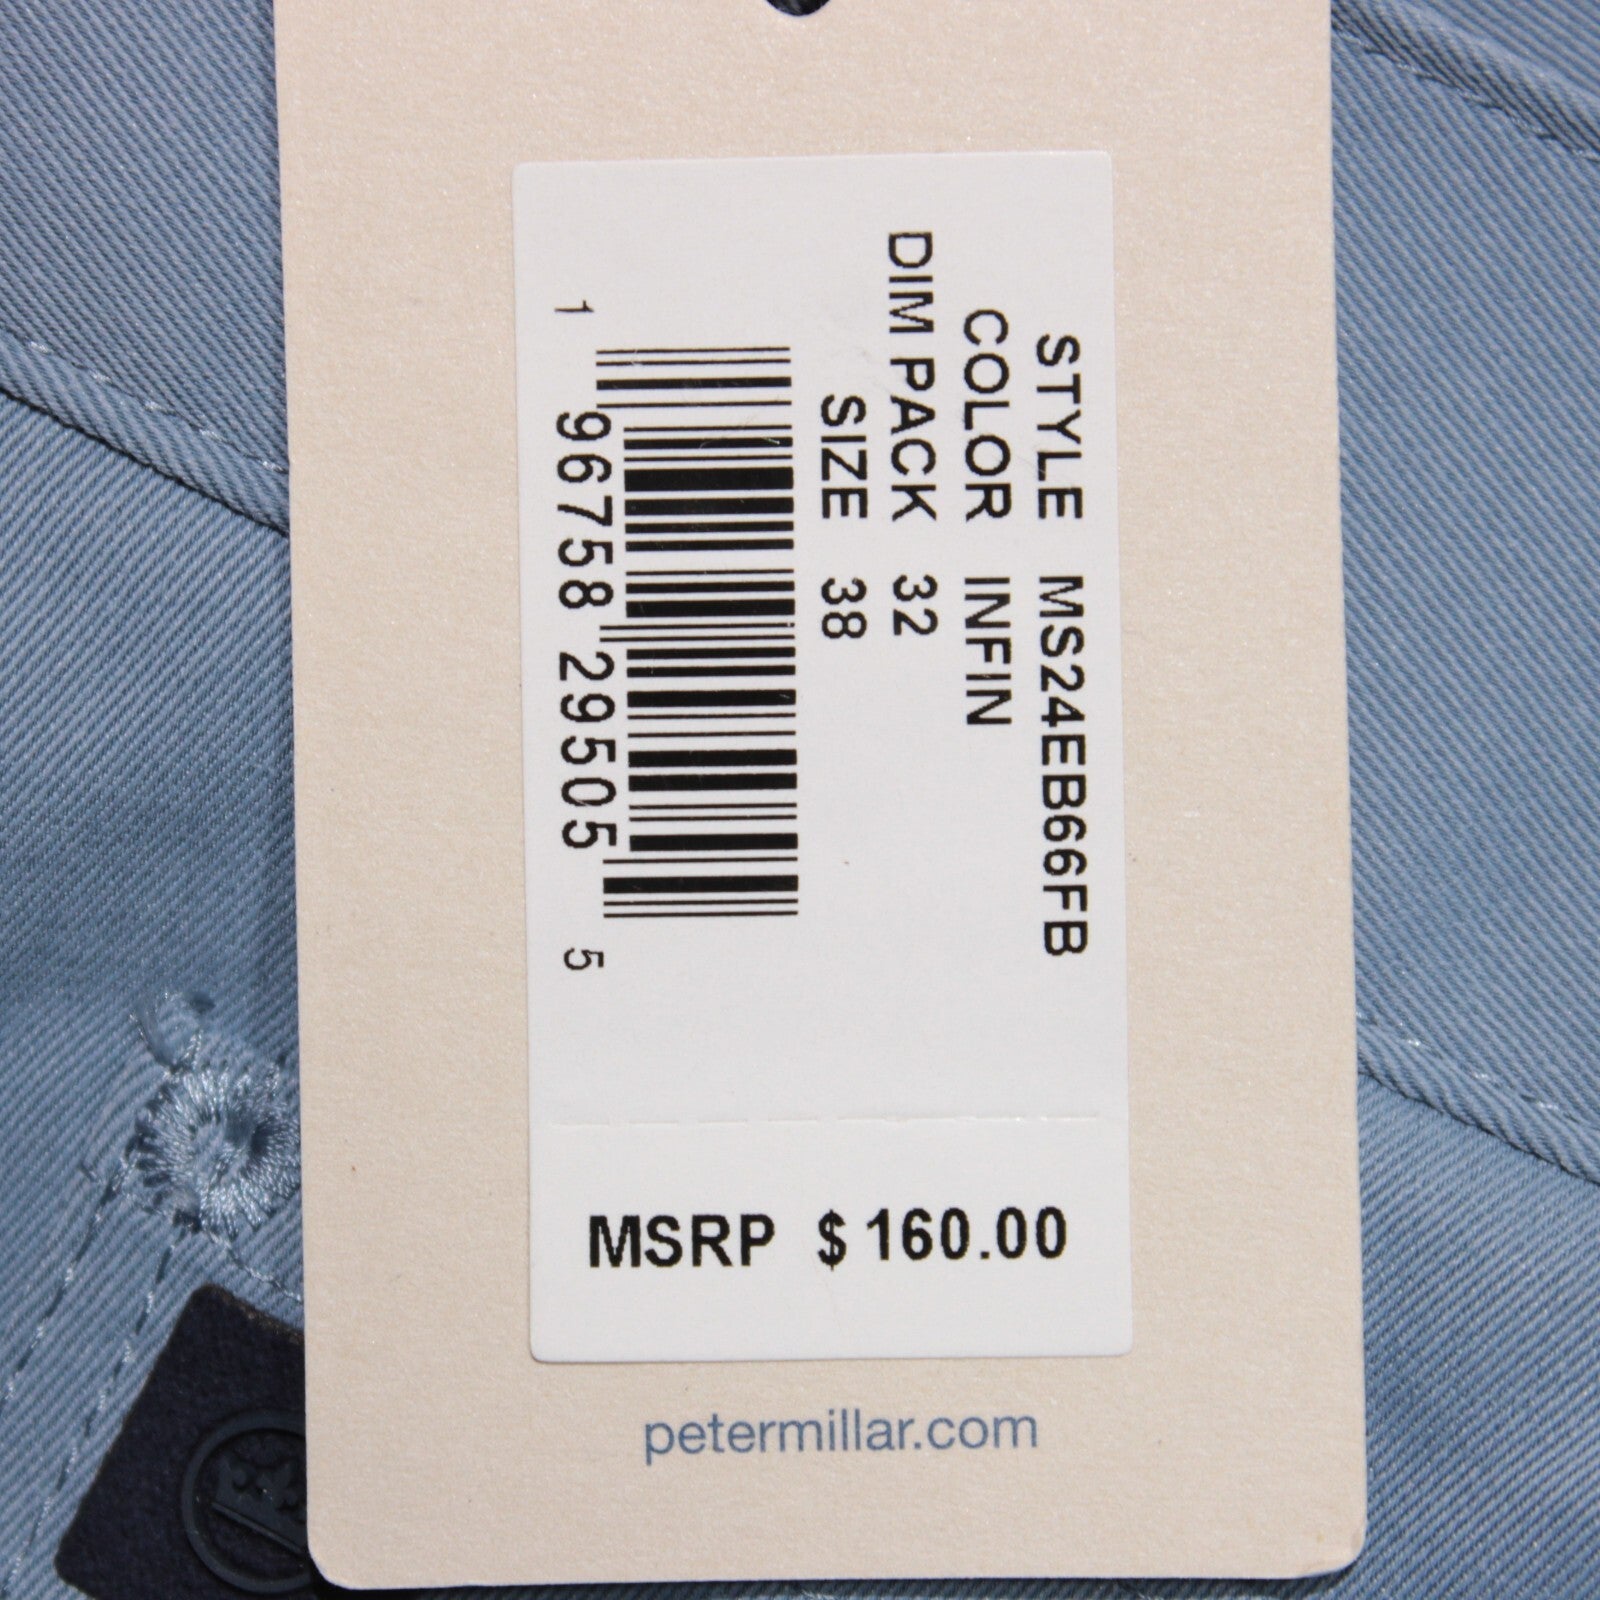 STYLE MS24EB66FB
COLOR INFIN
DIM PACK 32
SIZE 38
1 96758 29505 5
MSRP $160.00
petermillar.com